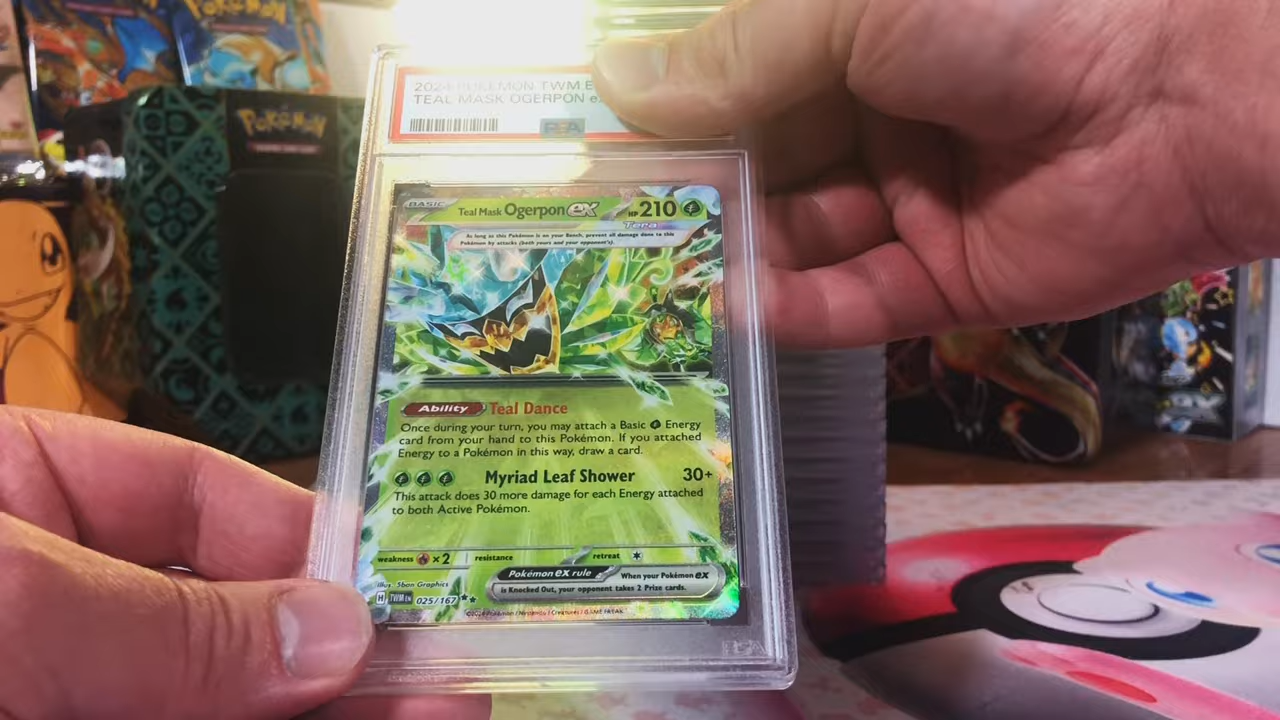 Pokémon
Pokémon
2024 POKEMON TWM E
TEAL MASK OGERPON e
PSA
Pokémon
BASIC
Teal Mask Ogerpon ex HP 210
Tera
As long as this Pokémon is on your Bench, prevent all damage done to this
Pokémon by attacks (both yours and your opponent's).
Ability Teal Dance
Once during your turn, you may attach a Basic Energy
card from your hand to this Pokémon. If you attached
Energy to a Pokémon in this way, draw a card.
Myriad Leaf Shower 30+
This attack does 30 more damage for each Energy attached
to both Active Pokémon.
weakness ×2 resistance retreat
Pokémon ex rule When your Pokémon ex
is Knocked Out, your opponent takes 2 Prize cards.
Illus. 5ban Graphics
H TWM EN 025/167
©2024 Pokémon / Nintendo / Creatures / GAME FREAK